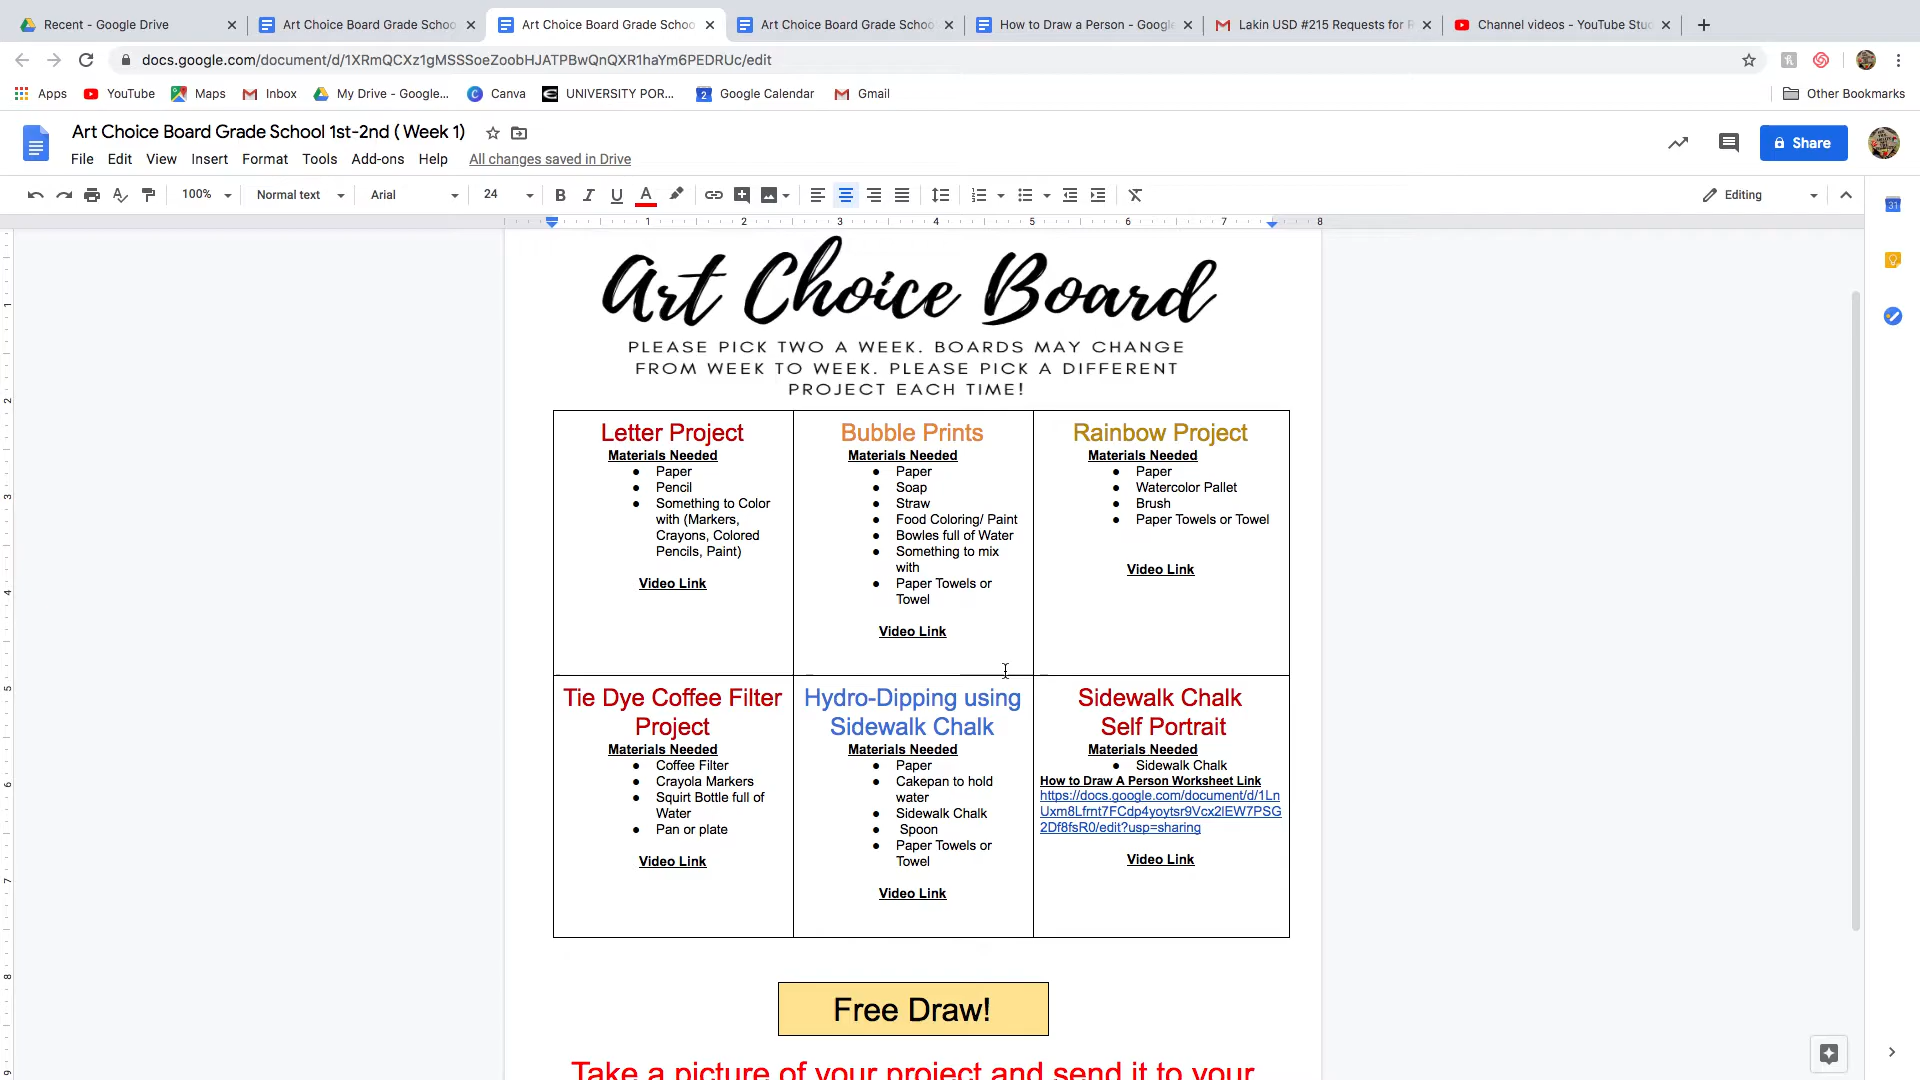 Recent - Google Drive
Art Choice Board Grade Schoo
Art Choice Board Grade Schoo
Art Choice Board Grade Schoo
How to Draw a Person - Google
Lakin USD #215 Requests for R
Channel videos - YouTube Stud
docs.google.com/document/d/1XRmQCXz1gMSSSoeZoobHJATPBwQnQXR1haYm6PEDRUc/edit
Apps
YouTube
Maps
Inbox
My Drive - Google...
Canva
UNIVERSITY POR...
Google Calendar
Gmail
Other Bookmarks
Art Choice Board Grade School 1st-2nd ( Week 1)
File Edit View Insert Format Tools Add-ons Help All changes saved in Drive
Share
100% Normal text Arial 24 Editing
1 2 3 4 5 6 7 8
Art Choice Board
PLEASE PICK TWO A WEEK. BOARDS MAY CHANGE
FROM WEEK TO WEEK. PLEASE PICK A DIFFERENT
PROJECT EACH TIME!
Letter Project
Materials Needed
● Paper
● Pencil
● Something to Color
with (Markers,
Crayons, Colored
Pencils, Paint)
Video Link
Bubble Prints
Materials Needed
● Paper
● Soap
● Straw
● Food Coloring/ Paint
● Bowles full of Water
● Something to mix
with
● Paper Towels or
Towel
Video Link
Rainbow Project
Materials Needed
● Paper
● Watercolor Pallet
● Brush
● Paper Towels or Towel
Video Link
Tie Dye Coffee Filter
Project
Materials Needed
● Coffee Filter
● Crayola Markers
● Squirt Bottle full of
Water
● Pan or plate
Video Link
Hydro-Dipping using
Sidewalk Chalk
Materials Needed
● Paper
● Cakepan to hold
water
● Sidewalk Chalk
● Spoon
● Paper Towels or
Towel
Video Link
Sidewalk Chalk
Self Portrait
Materials Needed
● Sidewalk Chalk
How to Draw A Person Worksheet Link
https://docs.google.com/document/d/1Ln
Uxm8Lfrnt7FCdp4yoytsr9Vcx2lEW7PSG
2Df8fsR0/edit?usp=sharing
Video Link
Free Draw!
Take a picture of your project and send it to your